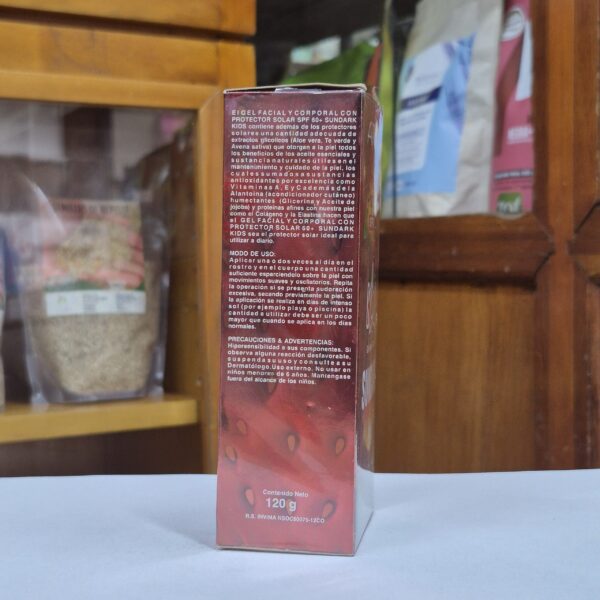 El GEL FACIAL Y CORPORAL CON
PROTECTOR SOLAR SPF 60+ SUNDARK
KIDS contiene además de los protectores
solares una cantidad adecuada de
extractos glicólicos (Aloe vera, Te verde y
Avena sativa) que otorgan a la piel todos
los beneficios de los aceite esenciales y
sustancia naturales útiles en el
mantenimiento y cuidado de la piel, los
cuales sumados a sustancias
antioxidantes por excelencia como
Vitaminas A, E y C además de la
Alantoína (acondicionador cutáneo)
humectantes (Glicerina y Aceite de
jojoba) y proteínas afines con nuestra piel
como el Colágeno y la Elastina hacen que
el GEL FACIAL Y CORPORAL CON
PROTECTOR SOLAR 60+ SUNDARK
KIDS sea el protector solar ideal para
utilizar a diario.
MODO DE USO:
Aplicar una o dos veces al día en el
rostro y en el cuerpo una cantidad
suficiente esparciéndolo sobre la piel con
movimientos suaves y oscilatorios. Repita
la operación si se presenta sudoración
excesiva, secando previamente la piel. Si
la aplicación se realiza en días de intenso
sol (por ejemplo playa o piscina) la
cantidad a utilizar debe ser un poco
mayor que cuando se aplica en los días
normales.
PRECAUCIONES & ADVERTENCIAS:
Hipersensibilidad a sus componentes. Si
observa alguna reacción desfavorable,
suspenda su uso y consulte a su
Dermatólogo. Uso externo. No usar en
niños menores de 6 años. Manténgase
fuera del alcance de los niños.
Contenido Neto
120 g